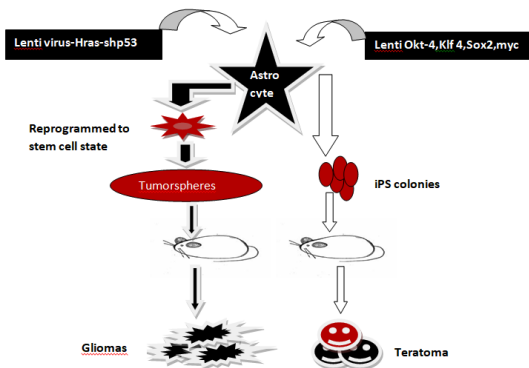 Lenti virus-Hras-shp53
Lenti Okt-4,Klf 4,Sox2,myc
Astro
cyte
Reprogrammed to
stem cell state
Tumorspheres
iPS colonies
Gliomas
Teratoma